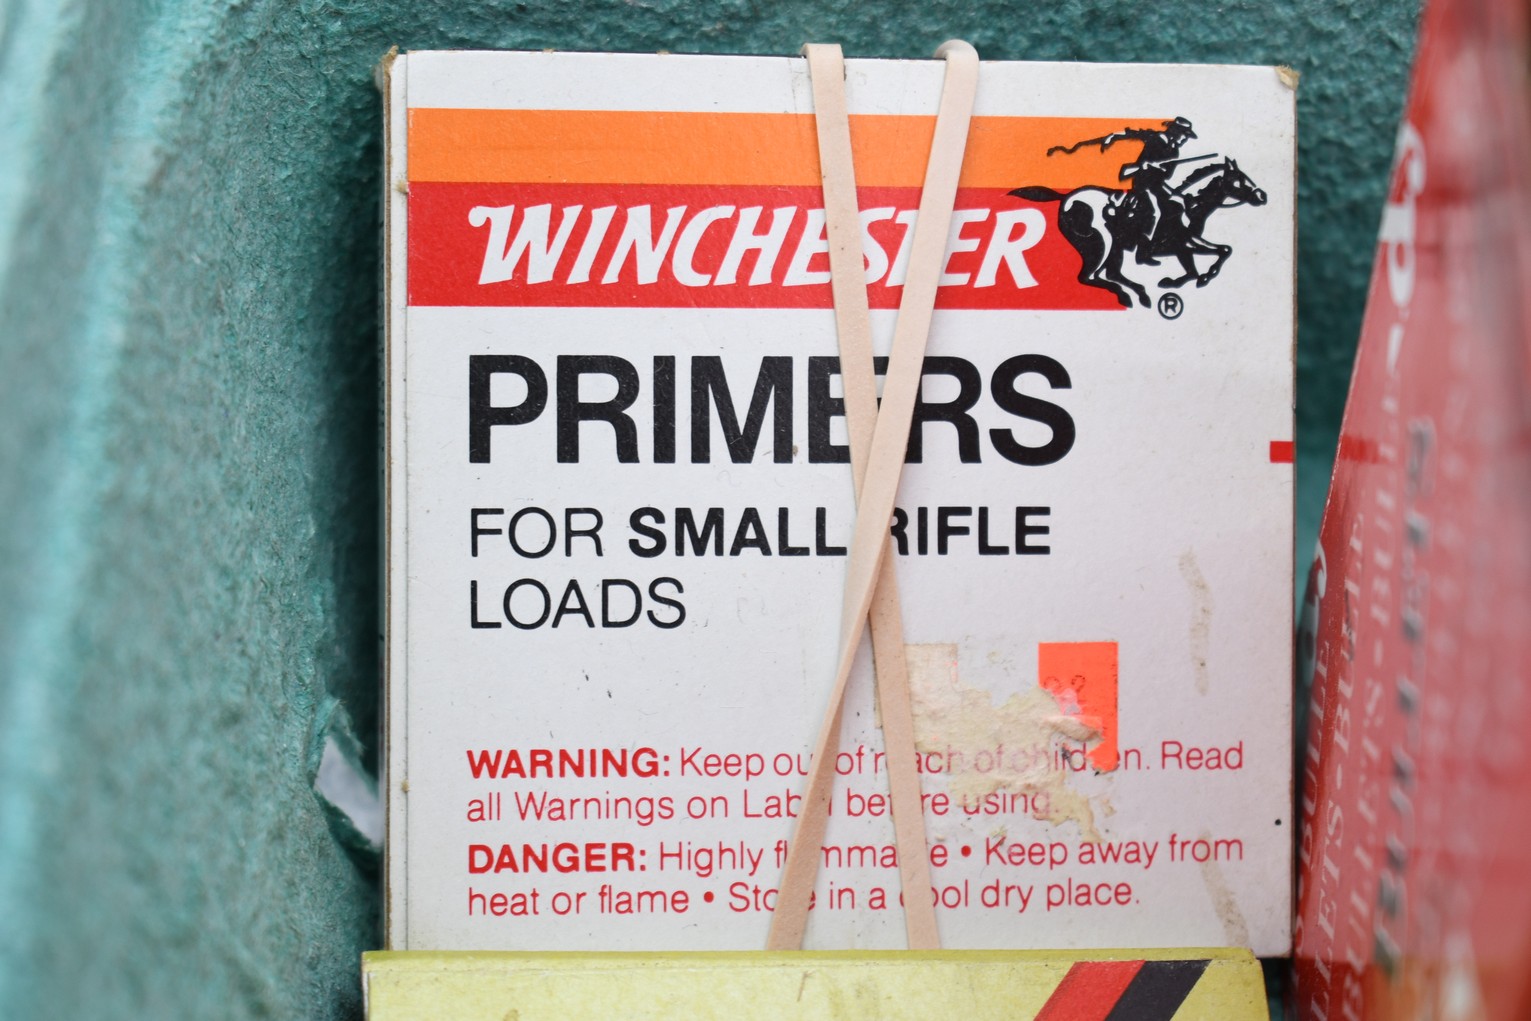 WINCHESTER
®
PRIMERS
FOR SMALL RIFLE
LOADS
WARNING: Keep out of reach of children. Read
all Warnings on Label before using.
DANGER: Highly flammable • Keep away from
heat or flame • Store in a cool dry place.